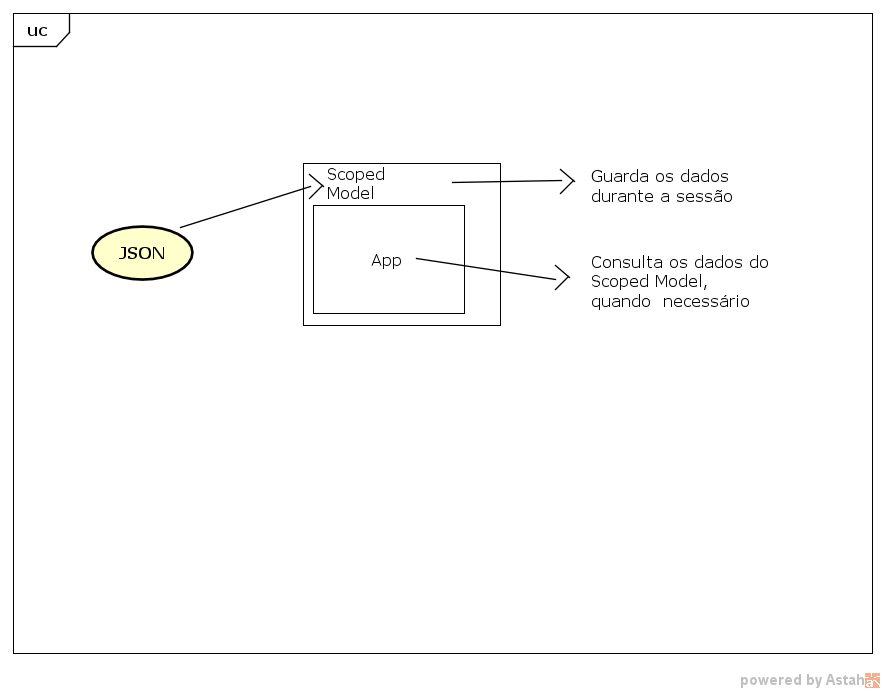 uc
Scoped
Model
Guarda os dados
durante a sessão
JSON
App
Consulta os dados do
Scoped Model,
quando  necessário
powered by Astah